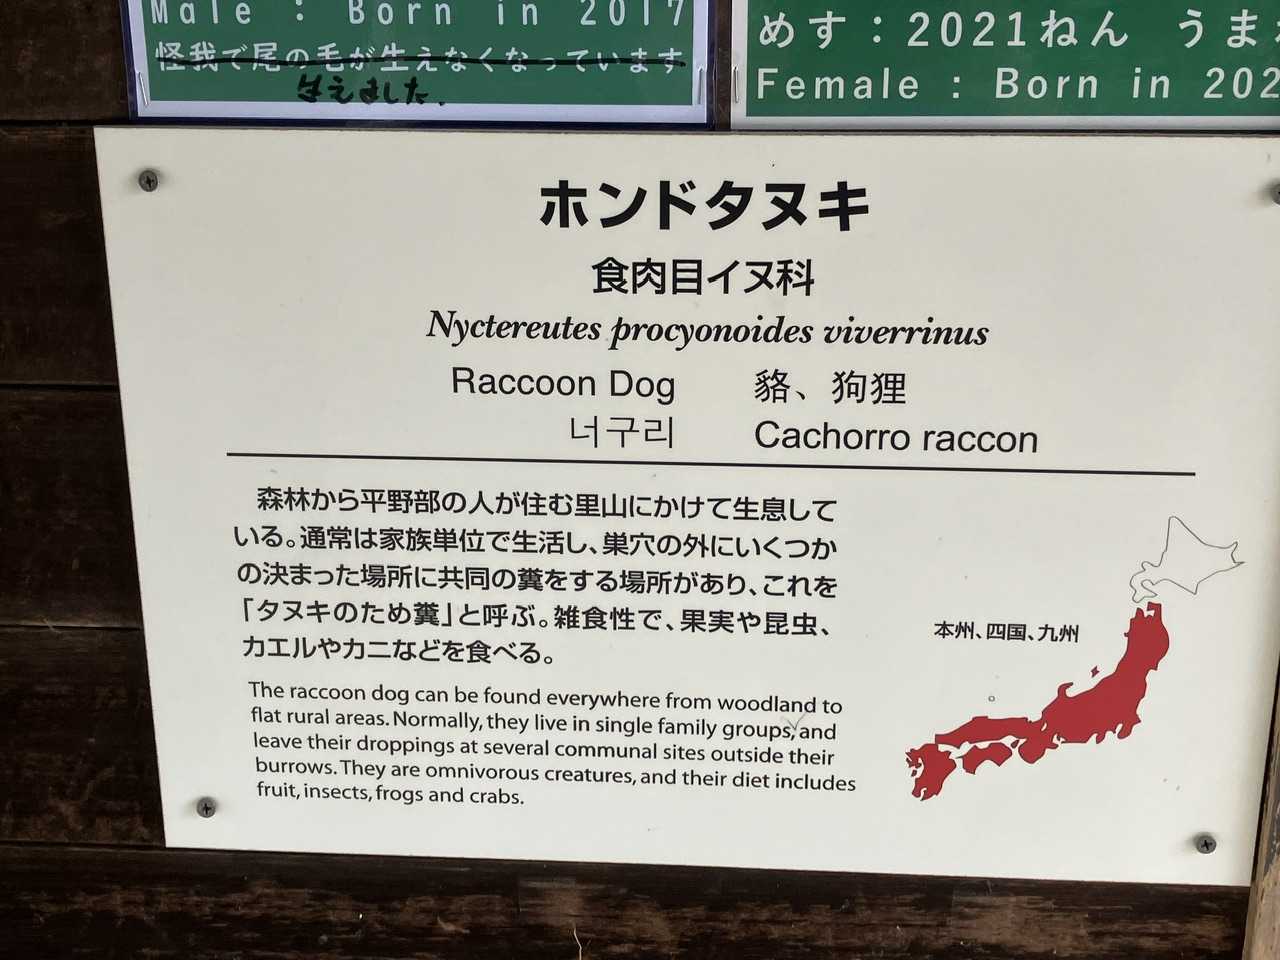 Male : Born in 2017
怪我で尾の毛が生えなくなっています
生えました.
めす：2021ねん うまれ
Female : Born in 202
ホンドタヌキ
食肉目イヌ科
Nyctereutes procyonoides viverrinus
Raccoon Dog
貉、狗狸
너구리
Cachorro raccon
森林から平野部の人が住む里山にかけて生息して
いる。通常は家族単位で生活し、巣穴の外にいくつか
の決まった場所に共同の糞をする場所があり、これを
「タヌキのため糞」と呼ぶ。雑食性で、果実や昆虫、
カエルやカニなどを食べる。
The raccoon dog can be found everywhere from woodland to
flat rural areas. Normally, they live in single family groups, and
leave their droppings at several communal sites outside their
burrows. They are omnivorous creatures, and their diet includes
fruit, insects, frogs and crabs.
本州、四国、九州